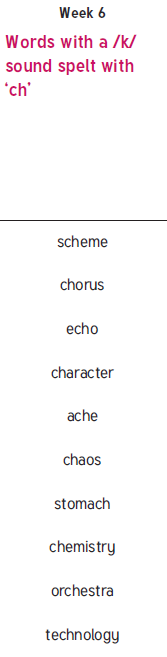 Week 6
Words with a /k/
sound spelt with
‘ch’
scheme
chorus
echo
character
ache
chaos
stomach
chemistry
orchestra
technology